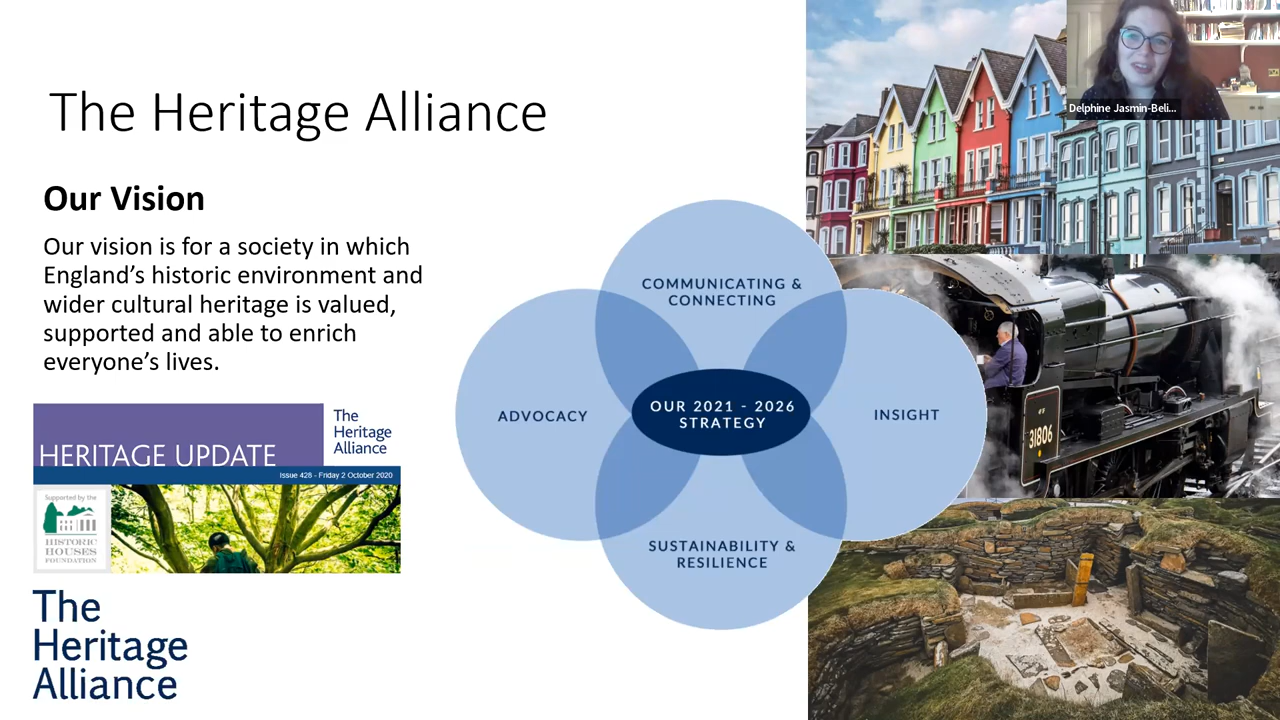 The Heritage Alliance
Delphine Jasmin-Beli...
Our Vision
Our vision is for a society in which
England's historic environment and
wider cultural heritage is valued,
supported and able to enrich
everyone's lives.
COMMUNICATING &
CONNECTING
ADVOCACY
OUR 2021 - 2026
STRATEGY
INSIGHT
SUSTAINABILITY &
RESILIENCE
HERITAGE UPDATE
The
Heritage
Alliance
Issue 428 - Friday 2 October 2020
Supported by the
HISTORIC
HOUSES
FOUNDATION
31806
The
Heritage
Alliance